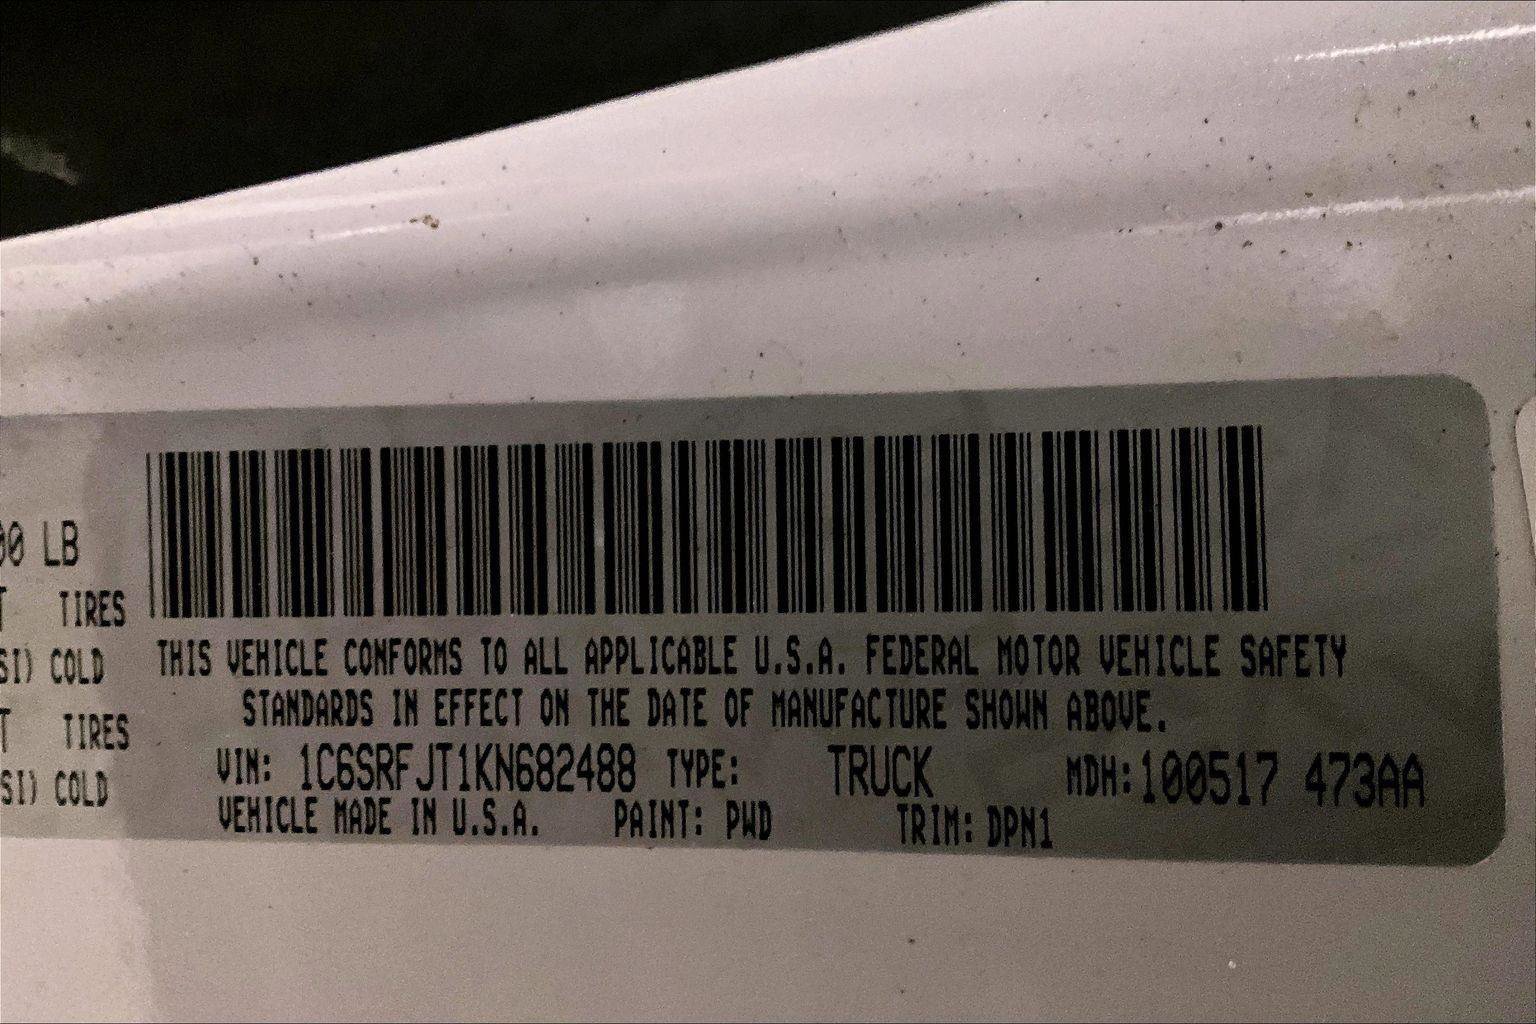 00 LB
T TIRES
SI) COLD
T TIRES
SI) COLD
THIS VEHICLE CONFORMS TO ALL APPLICABLE U.S.A. FEDERAL MOTOR VEHICLE SAFETY
STANDARDS IN EFFECT ON THE DATE OF MANUFACTURE SHOWN ABOVE.
VIN: 1C6SRFJT1KN682488 TYPE: TRUCK MDH: 100517 473AA
VEHICLE MADE IN U.S.A. PAINT: PWD TRIM: DPN1